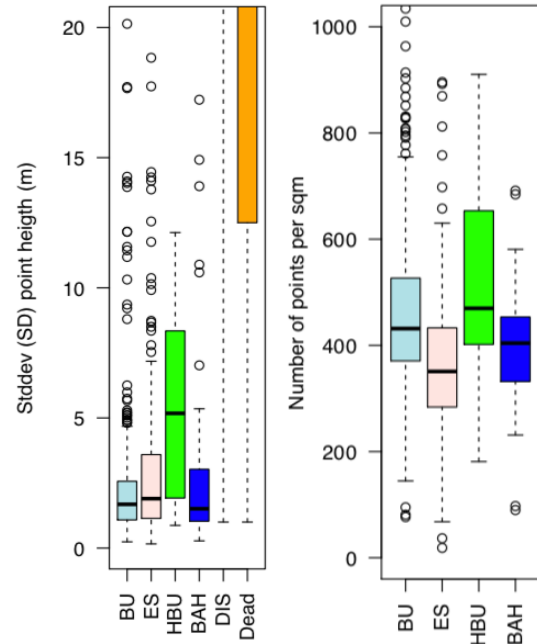 Stddev (SD) point heigth (m)
20
15
10
5
0
BU
ES
HBU
BAH
DIS
Dead
Number of points per sqm
1000
800
600
400
200
0
BU
ES
HBU
BAH